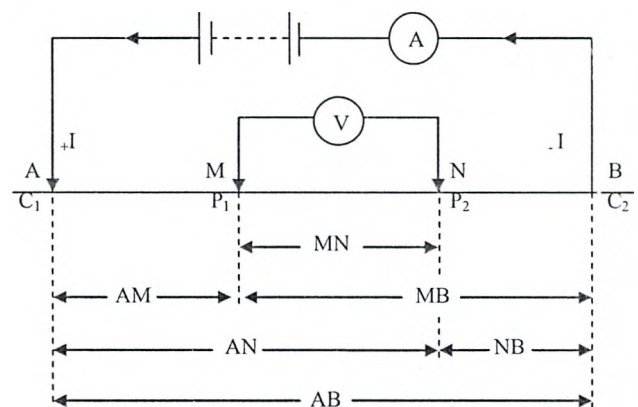 A
V
+I
- I
A M N B
C₁ P₁ P₂ C₂
MN
AM MB
AN NB
AB